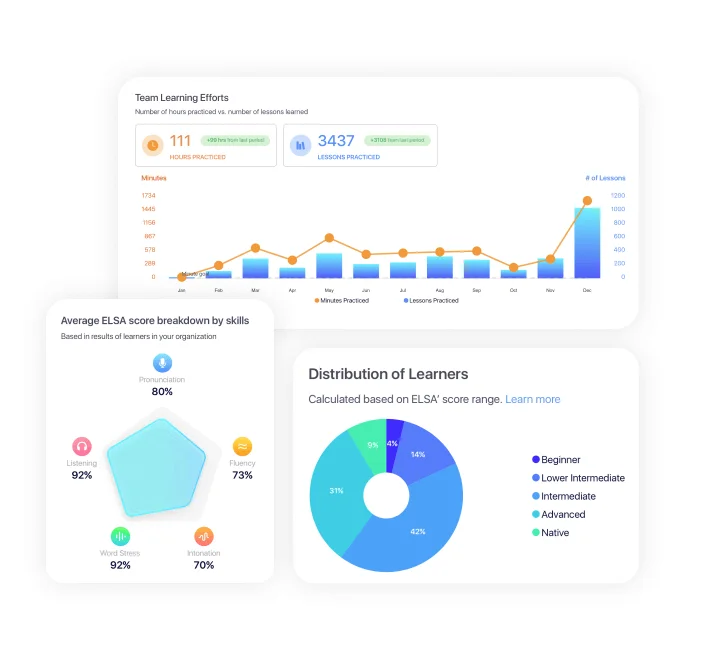 Team Learning Efforts
Number of hours practiced vs. number of lessons learned
111
+99 hrs from last period
HOURS PRACTICED
3437
from last period
LESSONS PRACTICED
Minutes
# of Lessons
1734
1445
1156
867
578
289
0
1200
1000
800
600
400
200
0
Minute goal
Jan Feb Mar Apr May Jun Jul Aug Sep Oct Nov Dec
Minutes Practiced Lessons Practiced
Average ELSA score breakdown by skills
Based in results of learners in your organization
Pronunciation
80%
Listening
92%
Fluency
73%
Word Stress
92%
Intonation
70%
Distribution of Learners
Calculated based on ELSA' score range. Learn more
4%
14%
42%
31%
9%
Beginner
Lower Intermediate
Intermediate
Advanced
Native